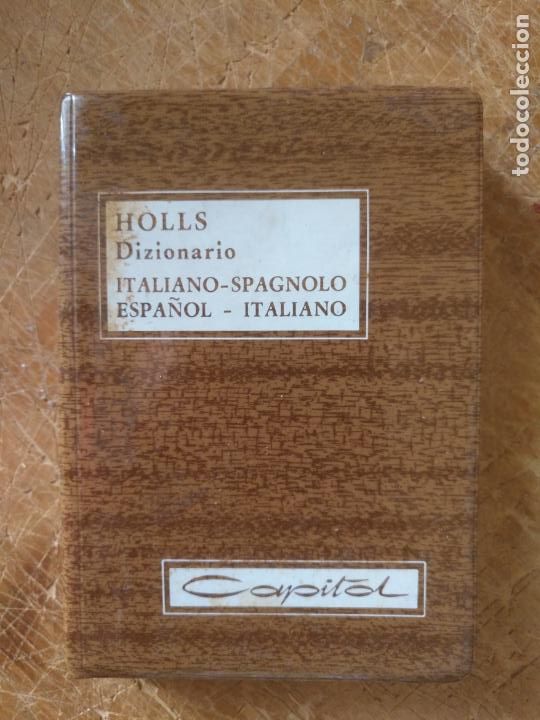 HOLLS
Dizionario
ITALIANO-SPAGNOLO
ESPAÑOL - ITALIANO
Capitol
todocoleccion